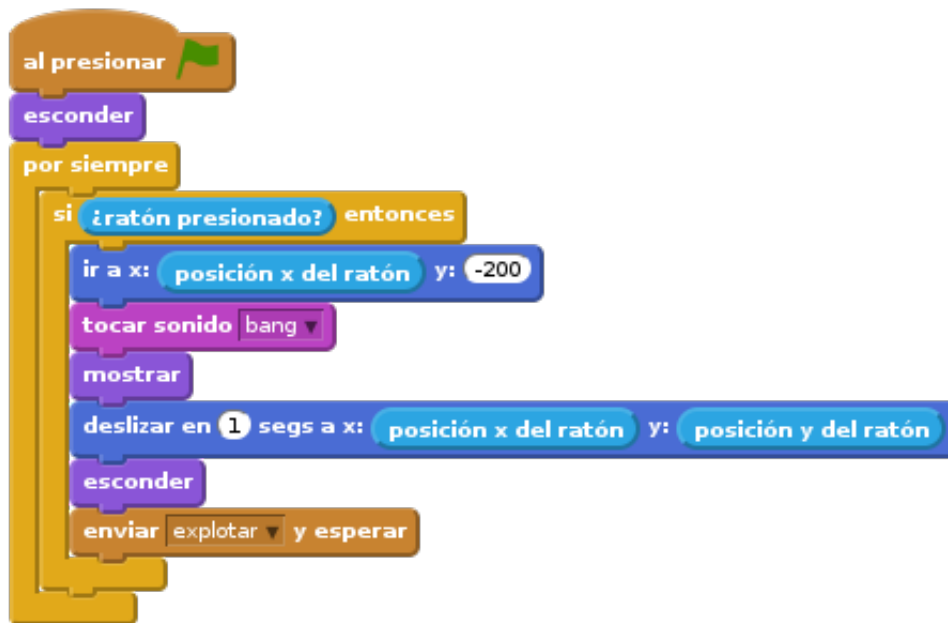 al presionar
esconder
por siempre
si ¿ratón presionado? entonces
ir a x: posición x del ratón y: -200
tocar sonido bang
mostrar
deslizar en 1 segs a x: posición x del ratón y: posición y del ratón
esconder
enviar explotar y esperar